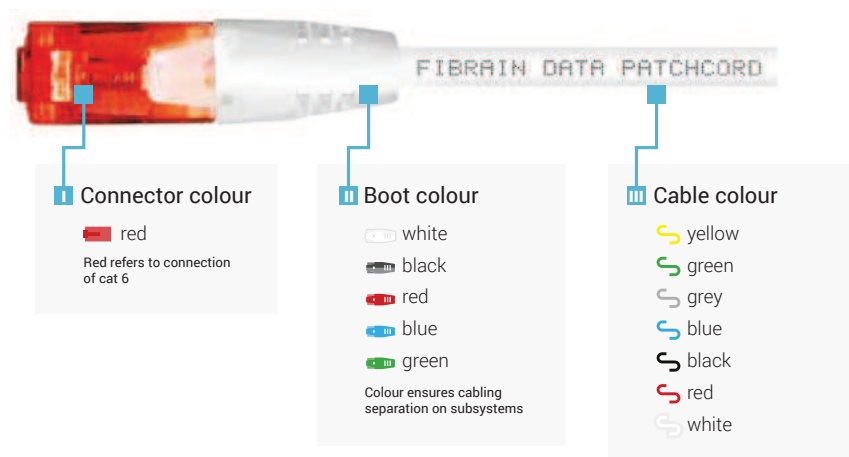 FIBRAIN DATA PATCHCORD
I Connector colour
red
Red refers to connection
of cat 6
II Boot colour
white
black
red
blue
green
Colour ensures cabling
separation on subsystems
III Cable colour
yellow
green
grey
blue
black
red
white